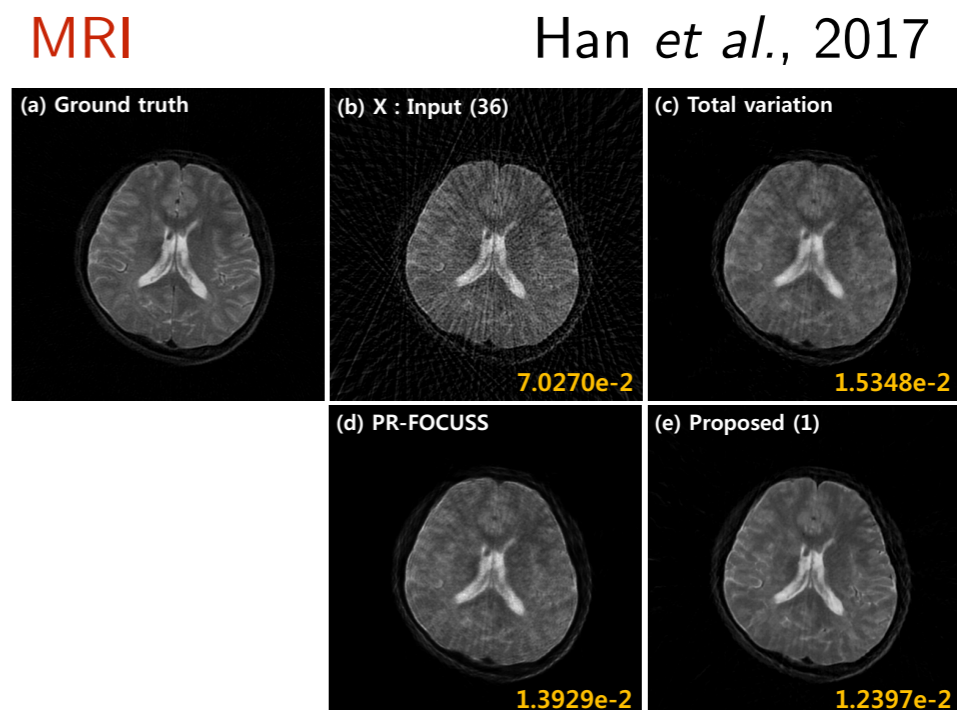 MRI
Han et al., 2017
(a) Ground truth
(b) X : Input (36)
(c) Total variation
7.0270e-2
1.5348e-2
(d) PR-FOCUSS
(e) Proposed (1)
1.3929e-2
1.2397e-2